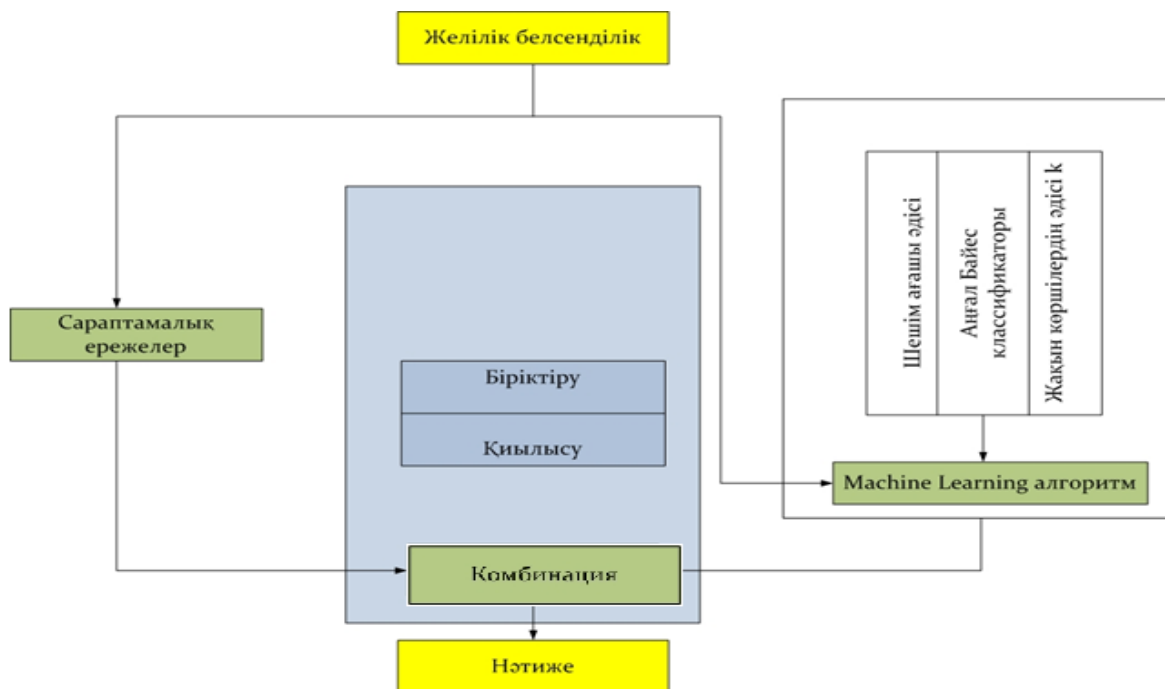 Желілік белсенділік
Сараптамалық
ережелер
Біріктіру
Қиылысу
Комбинация
Нәтиже
Шешім ағашы әдісі
Аңғал Байес
классификаторы
Жақын көршілердің әдісі k
Machine Learning алгоритм